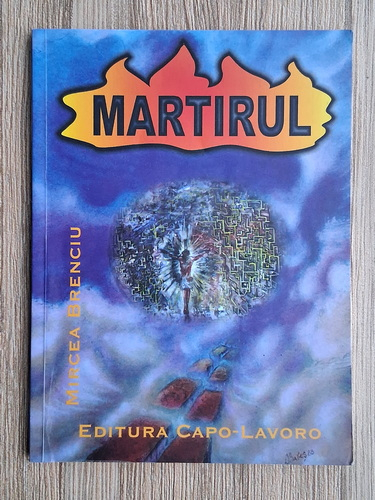 MARTIRUL
MIRCEA BRENCIU
EDITURA CAPO-LAVORO